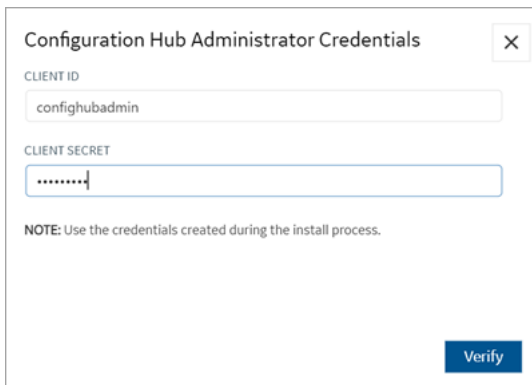 Configuration Hub Administrator Credentials
CLIENT ID
confighubadmin
CLIENT SECRET
•••••••••
NOTE: Use the credentials created during the install process.
Verify